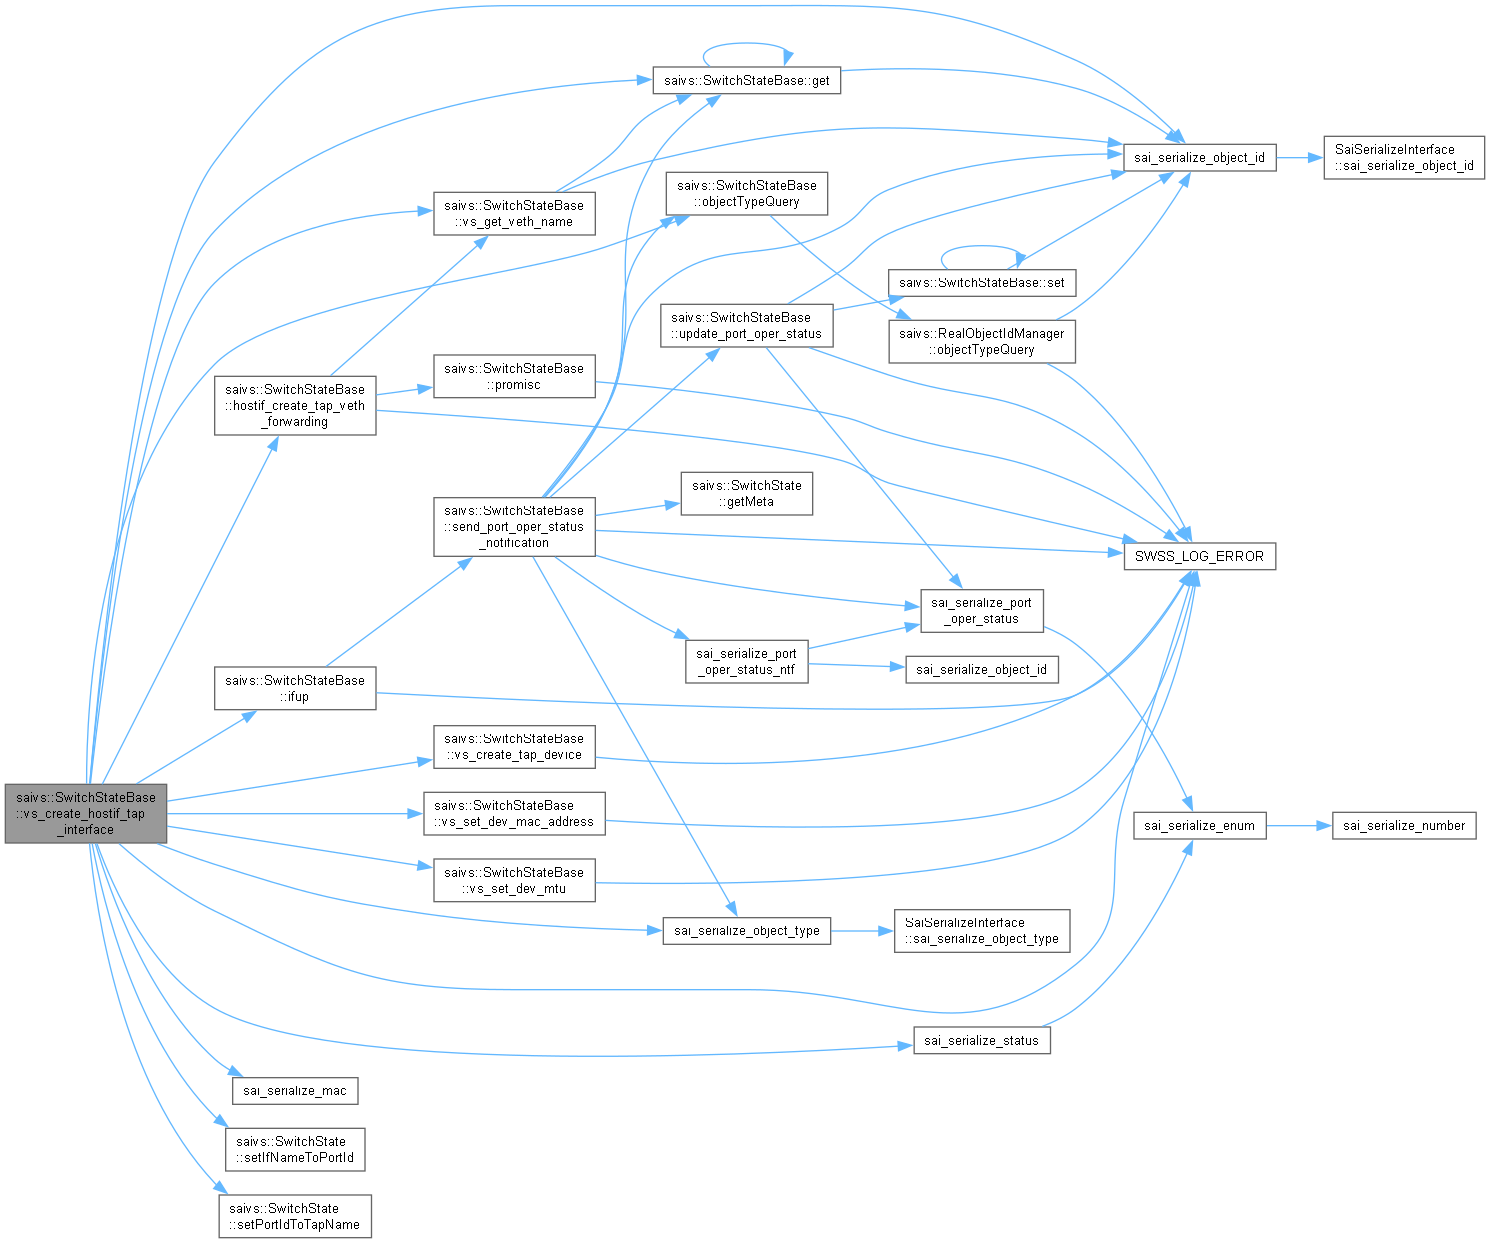 saivs::SwitchStateBase::get
sai_serialize_object_id
SaiSerializeInterface
::sai_serialize_object_id
saivs::SwitchStateBase
::objectTypeQuery
saivs::SwitchStateBase
::vs_get_veth_name
saivs::SwitchStateBase::set
saivs::SwitchStateBase
::update_port_oper_status
saivs::RealObjectIdManager
::objectTypeQuery
saivs::SwitchStateBase
::promisc
saivs::SwitchStateBase
::hostif_create_tap_veth
_forwarding
saivs::SwitchState
::getMeta
saivs::SwitchStateBase
::send_port_oper_status
_notification
SWSS_LOG_ERROR
sai_serialize_port
_oper_status
sai_serialize_port
_oper_status_ntf
sai_serialize_object_id
saivs::SwitchStateBase
::ifup
saivs::SwitchStateBase
::vs_create_tap_device
saivs::SwitchStateBase
::vs_create_hostif_tap
_interface
saivs::SwitchStateBase
::vs_set_dev_mac_address
sai_serialize_enum
sai_serialize_number
saivs::SwitchStateBase
::vs_set_dev_mtu
sai_serialize_object_type
SaiSerializeInterface
::sai_serialize_object_type
sai_serialize_status
sai_serialize_mac
saivs::SwitchState
::setIfNameToPortId
saivs::SwitchState
::setPortIdToTapName